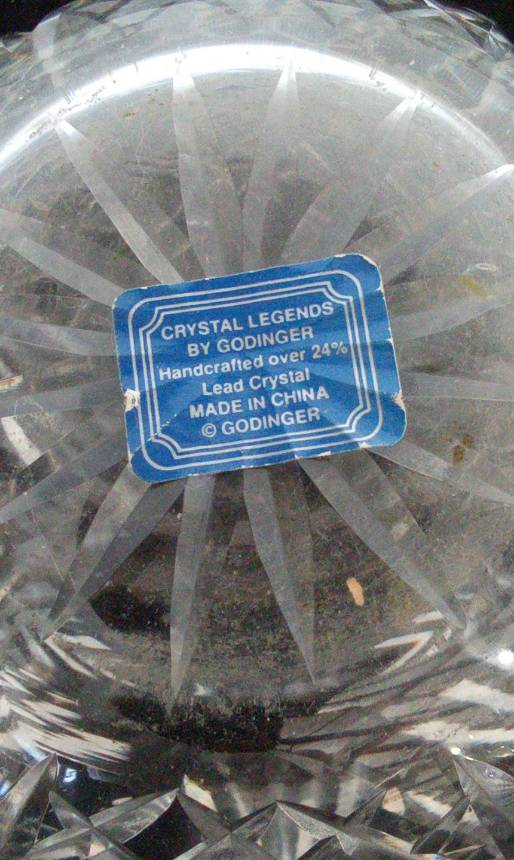 CRYSTAL LEGENDS
BY GODINGER
Handcrafted over 24%
Lead Crystal
MADE IN CHINA
© GODINGER